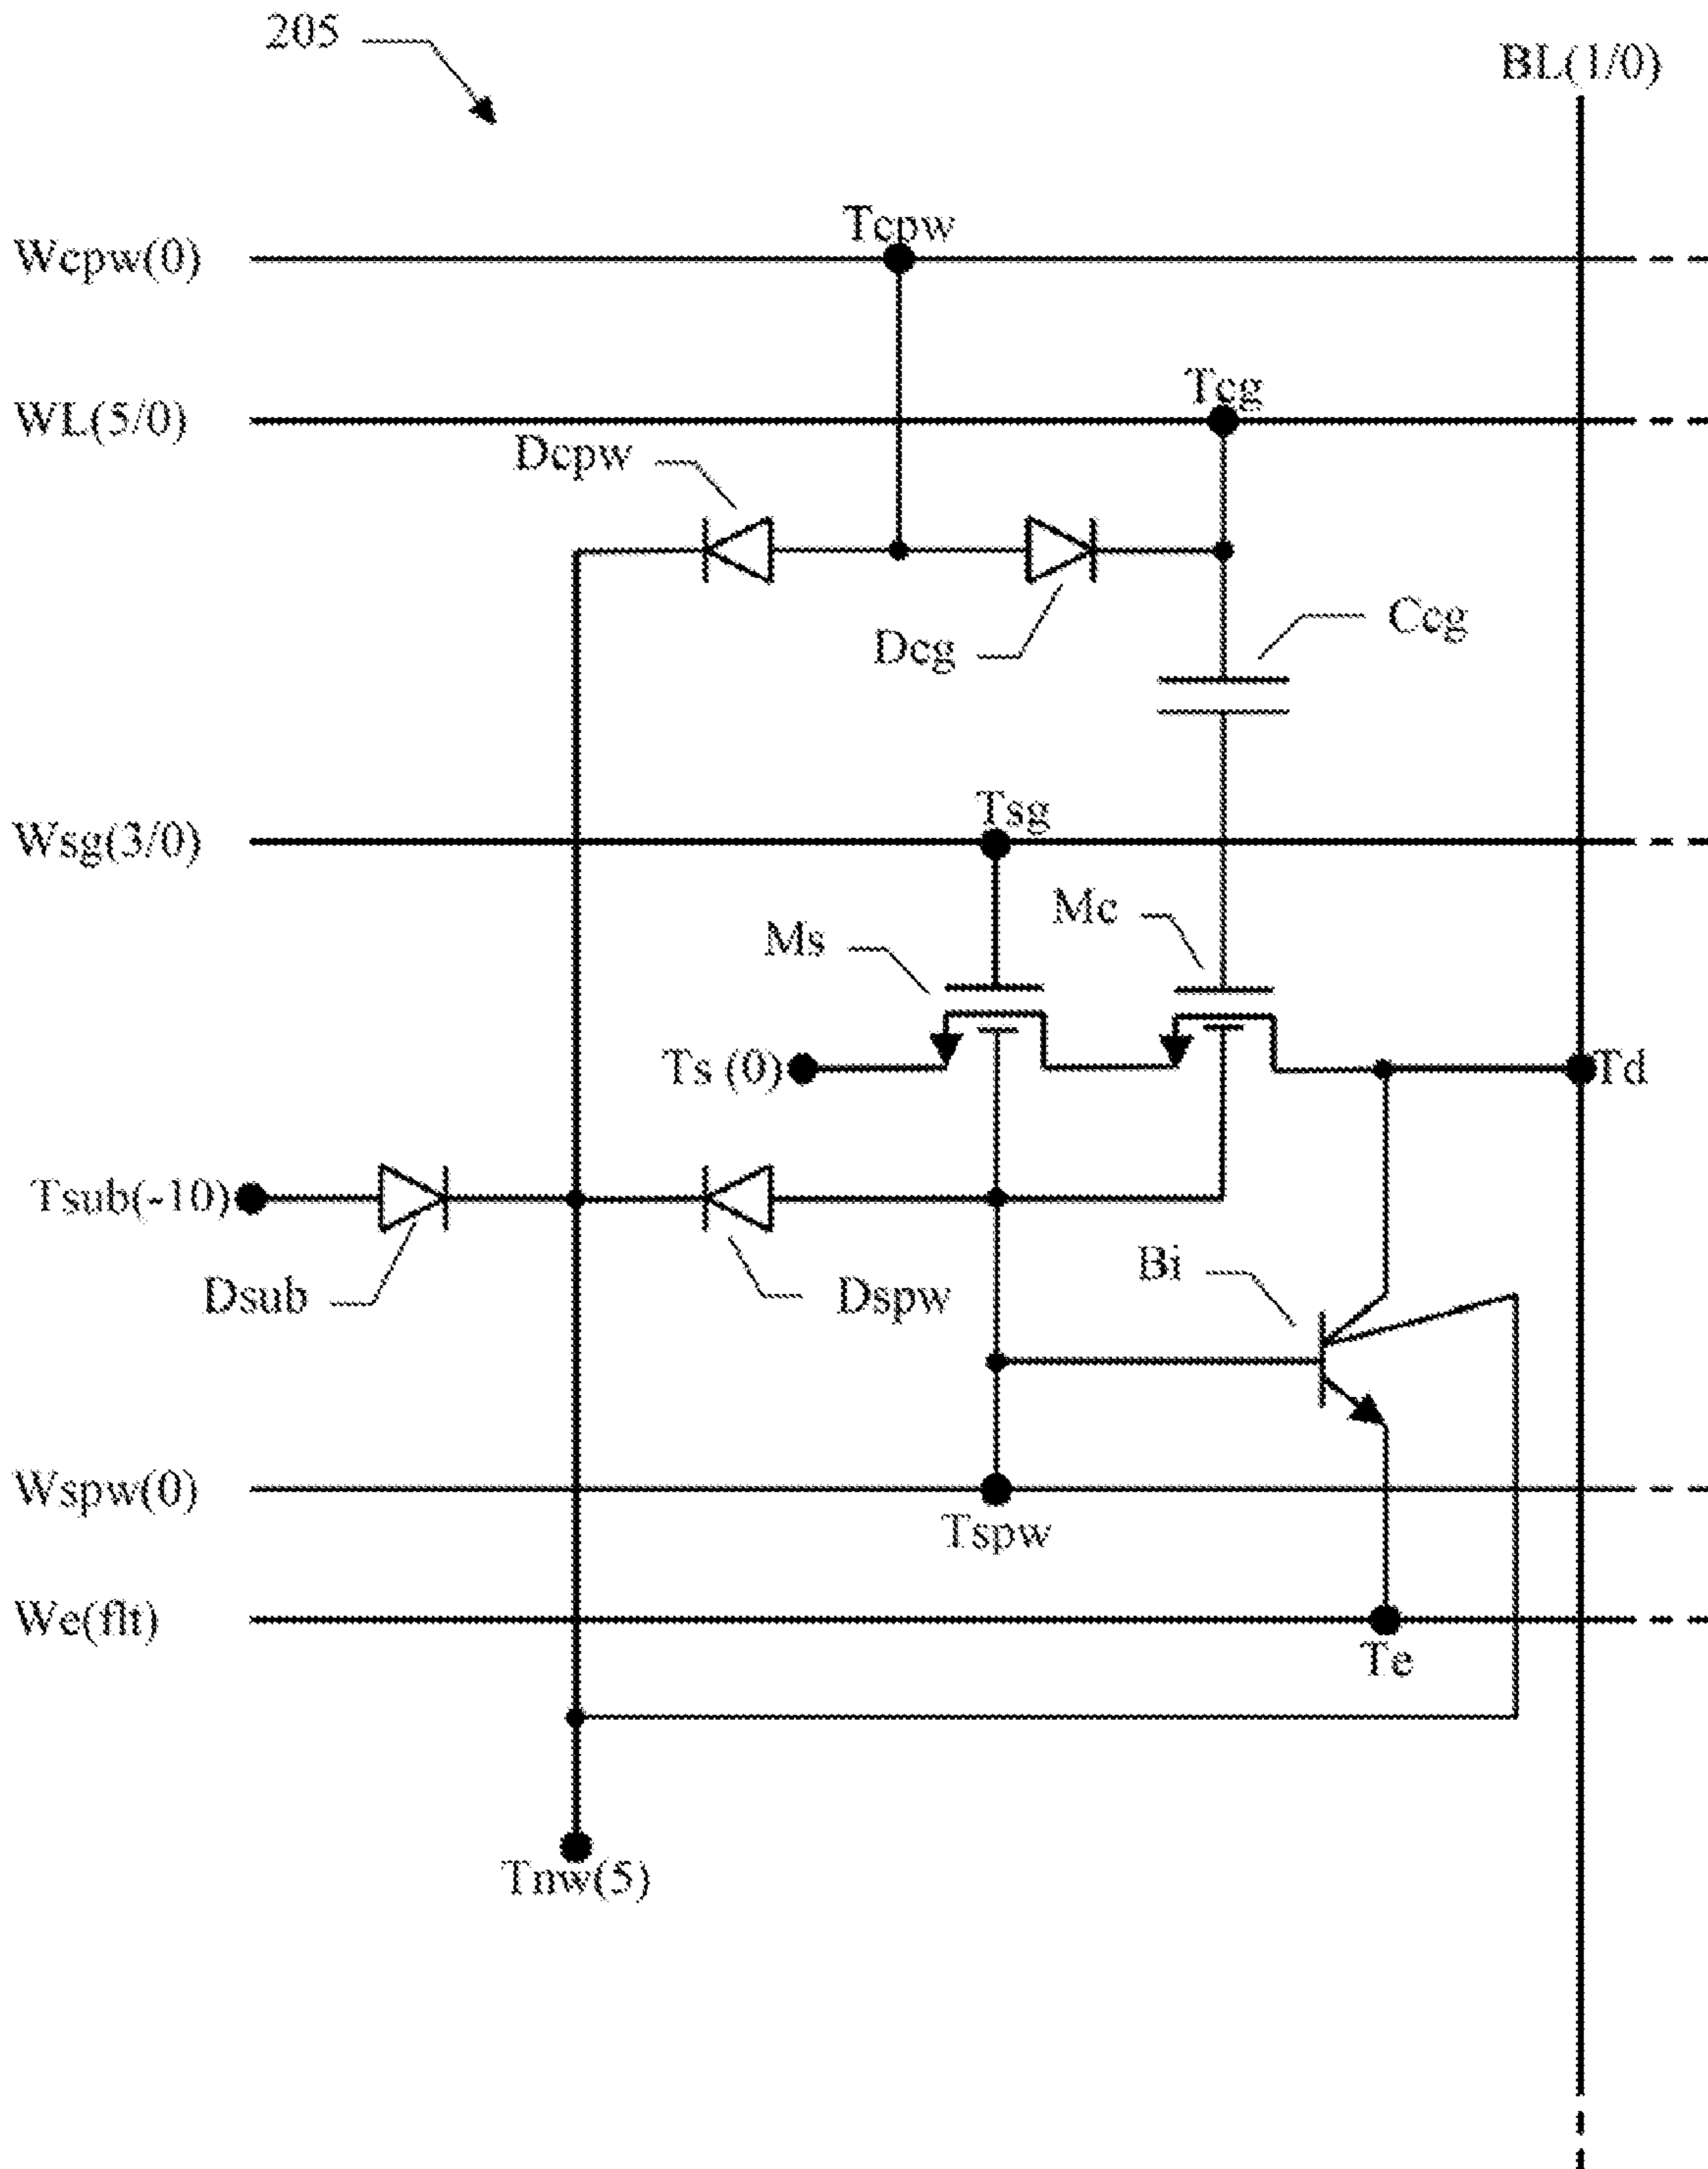 205
BL(1/0)
Tcpw
Wcpw(0)
Tcg
WL(5/0)
Dcpw
Ccg
Dcg
Tsg
Wsg(3/0)
Mc
Ms
Ts (0)
Td
Tsub(-10)
Bi
Dsub
Dspw
Wspw(0)
Tspw
We(flt)
Te
Tnw(5)